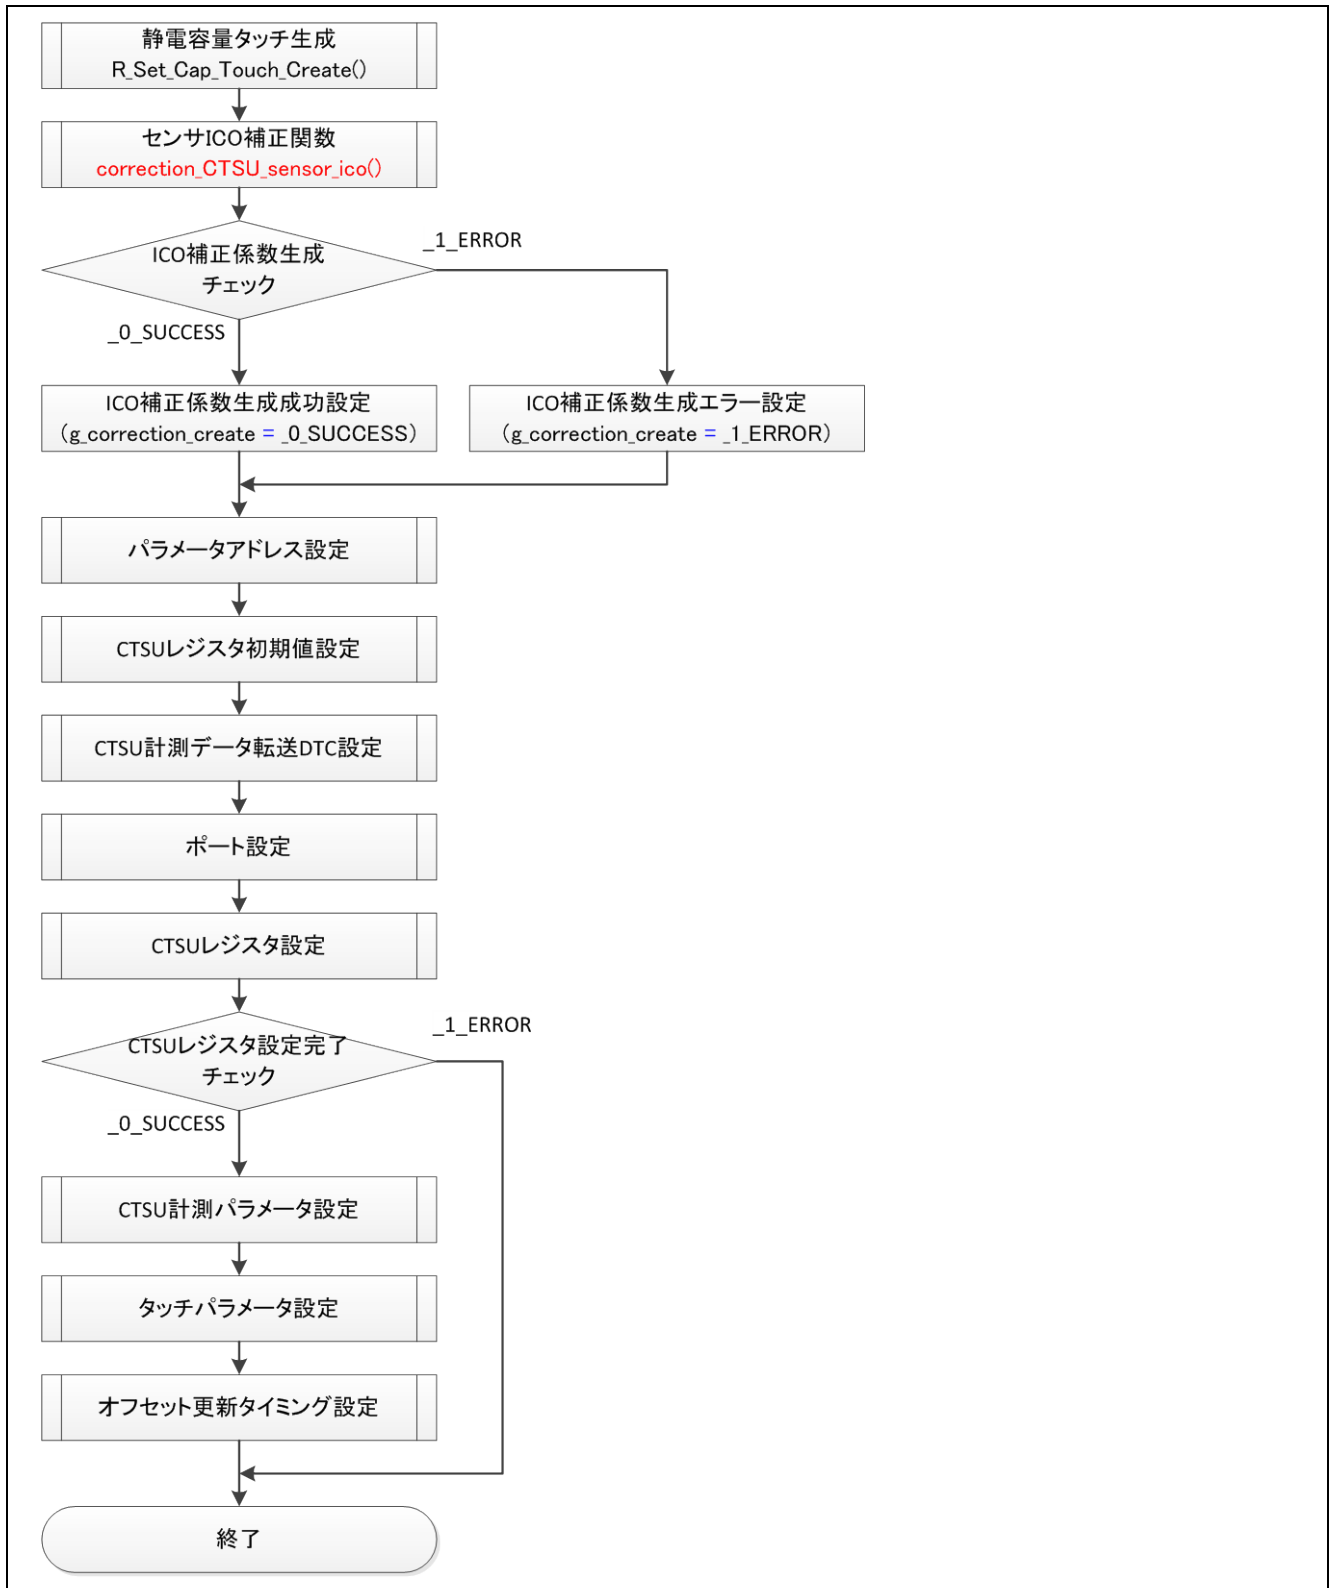 静電容量タッチ生成
R_Set_Cap_Touch_Create()
センサICO補正関数
correction_CTSU_sensor_ico()
ICO補正係数生成
チェック
_1_ERROR
_0_SUCCESS
ICO補正係数生成成功設定
(g_correction_create = _0_SUCCESS)
ICO補正係数生成エラー設定
(g_correction_create = _1_ERROR)
パラメータアドレス設定
CTSUレジスタ初期値設定
CTSU計測データ転送DTC設定
ポート設定
CTSUレジスタ設定
CTSUレジスタ設定完了
チェック
_1_ERROR
_0_SUCCESS
CTSU計測パラメータ設定
タッチパラメータ設定
オフセット更新タイミング設定
終了